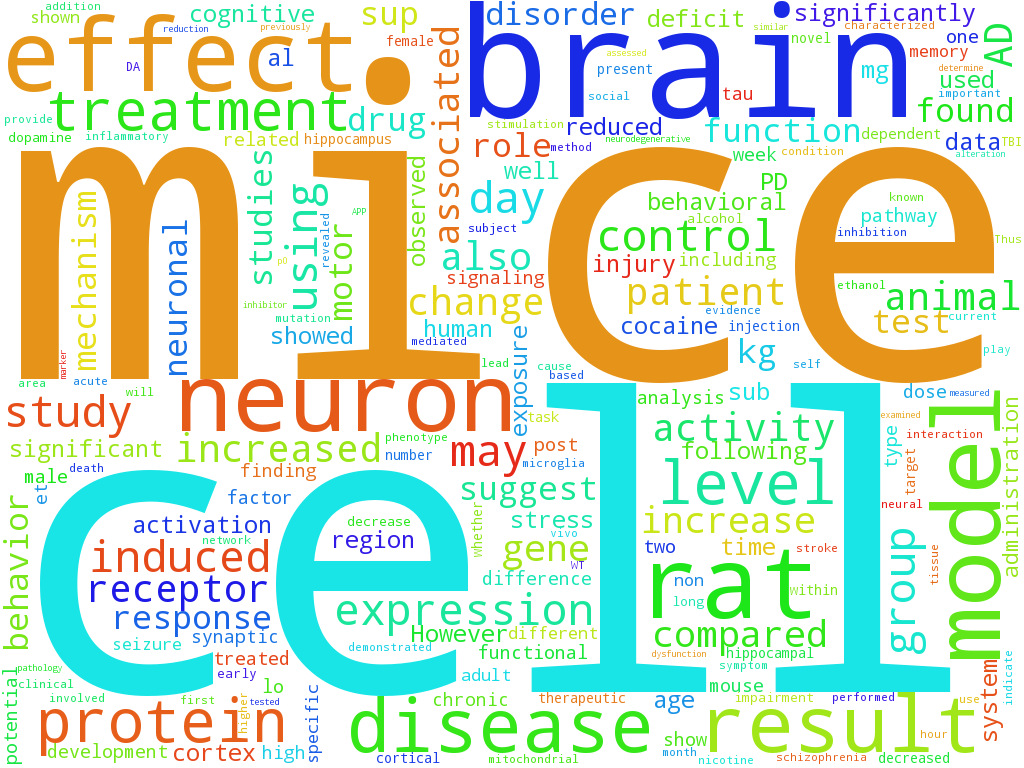 addition
shown
cognitive
reduction
previously
sup
disorder
significantly
similar
characterized
effect.
brain
deficit
novel
one
AD
female
DA
al
associated
assessed
memory
determine
present
mg
used
treatment
drug
social
tau
important
found
provide
dopamine
inflammatory
related
hippocampus
stimulation
reduced
neurodegenerative
function
dependent
data
TBI
role
method
week
condition
alteration
mice
mechanism
neuronal
studies
using
revealed
motor
APP
observed
well
day
subject
PD
behavioral
known
alcohol
pathway
control
inhibition
Thus
p0
also
injury
including
signaling
patient
ethanol
animal
inhibitor
mutation
change
evidence
test
current
showed
human
cocaine
injection
mediated
kg
play
marker
area
acute
will
lead
exposure
cause
based
self
sub
dose
measured
study
neuron
analysis
task
model
examined
activity
type
interaction
significant
increased
phenotype
number
may
post
microglia
following
target
administration
male
death
finding
et
factor
suggest
level
neural
behavior
activation
network
decrease
region
whether
stress
vivo
increase
gene
time
two
stroke
group
tissue
induced
WT
cell
receptor
difference
non
rat
within
long
response
expression
synaptic
However
different
compared
seizure
demonstrated
functional
dysfunction
hippocampal
treated
symptom
pathology
early
adult
mouse
clinical
lo
potential
involved
first
higher
tested
specific
chronic
therapeutic
age
impairment
performed
system
use
indicate
protein
disease
show
result
hour
development
cortex
high
cortical
mitochondrial
month
nicotine
schizophrenia
decreased